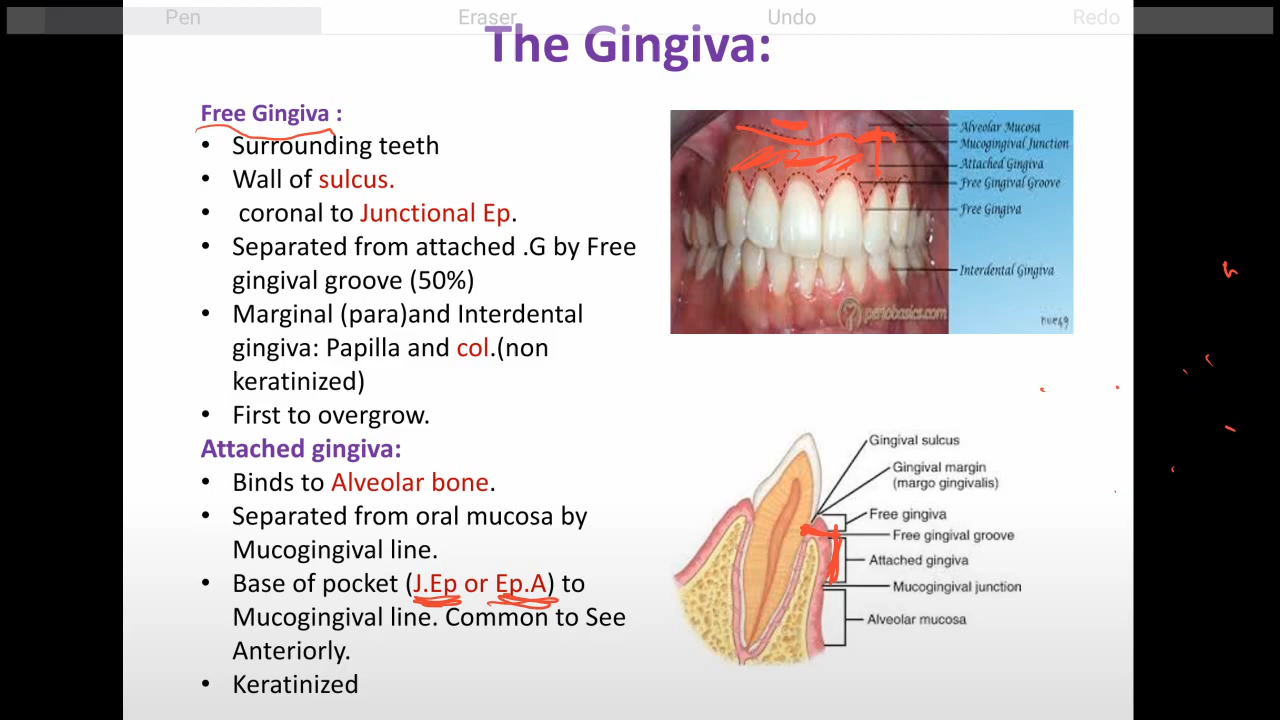 Pen
Eraser
Undo
Redo
The Gingiva:
Free Gingiva :
• Surrounding teeth
• Wall of sulcus.
• coronal to Junctional Ep.
• Separated from attached .G by Free
gingival groove (50%)
• Marginal (para)and Interdental
gingiva: Papilla and col.(non
keratinized)
• First to overgrow.
Attached gingiva:
• Binds to Alveolar bone.
• Separated from oral mucosa by
Mucogingival line.
• Base of pocket (J.Ep or Ep.A) to
Mucogingival line. Common to See
Anteriorly.
• Keratinized
Alveolar Mucosa
Mucogingival Junction
Attached Gingiva
Free Gingival Groove
Free Gingiva
Interdental Gingiva
periobasics.com
Gingival sulcus
Gingival margin
(margo gingivalis)
Free gingiva
Free gingival groove
Attached gingiva
Mucogingival junction
Alveolar mucosa